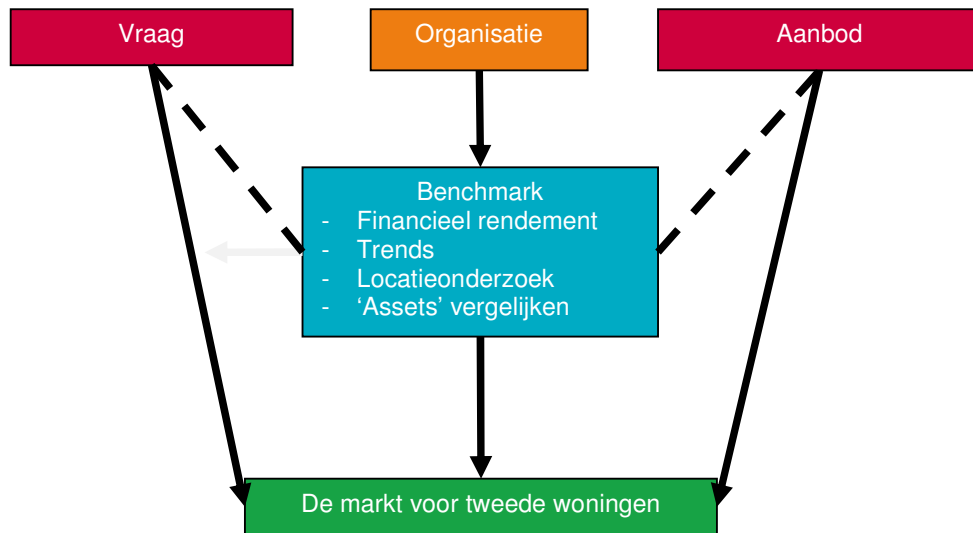 Vraag
Organisatie
Aanbod
Benchmark
- Financieel rendement
- Trends
- Locatieonderzoek
- ‘Assets’ vergelijken
De markt voor tweede woningen